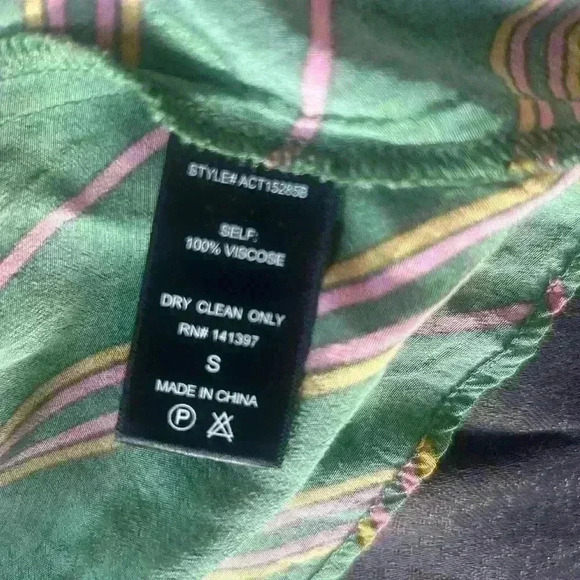 STYLE# ACT15285B
SELF:
100% VISCOSE
DRY CLEAN ONLY
RN# 141397
S
MADE IN CHINA
P